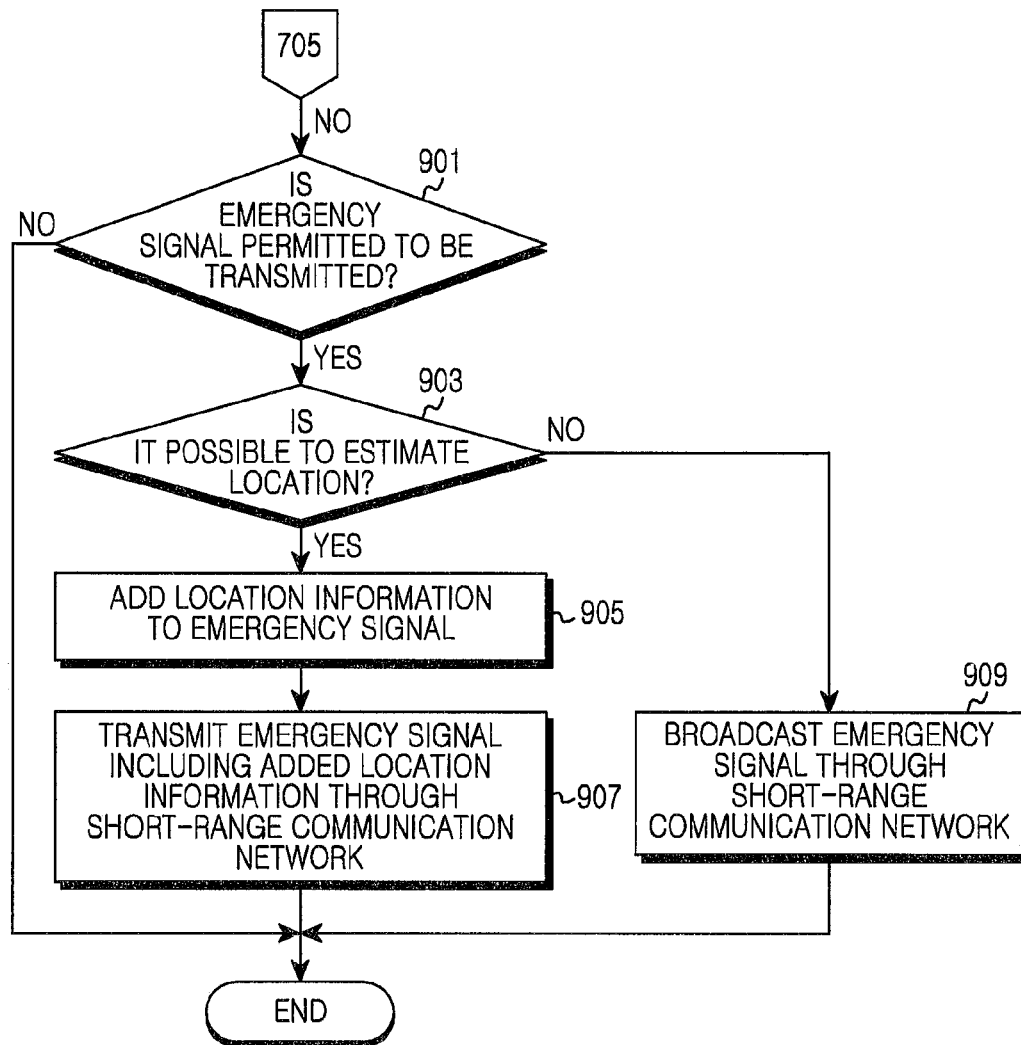 705
NO
901
IS
EMERGENCY
SIGNAL PERMITTED TO BE
TRANSMITTED?
NO
YES
903
IS
IT POSSIBLE TO ESTIMATE
LOCATION?
NO
YES
ADD LOCATION INFORMATION
TO EMERGENCY SIGNAL
905
TRANSMIT EMERGENCY SIGNAL
INCLUDING ADDED LOCATION
INFORMATION THROUGH
SHORT-RANGE COMMUNICATION
NETWORK
907
909
BROADCAST EMERGENCY
SIGNAL THROUGH
SHORT-RANGE
COMMUNICATION NETWORK
END